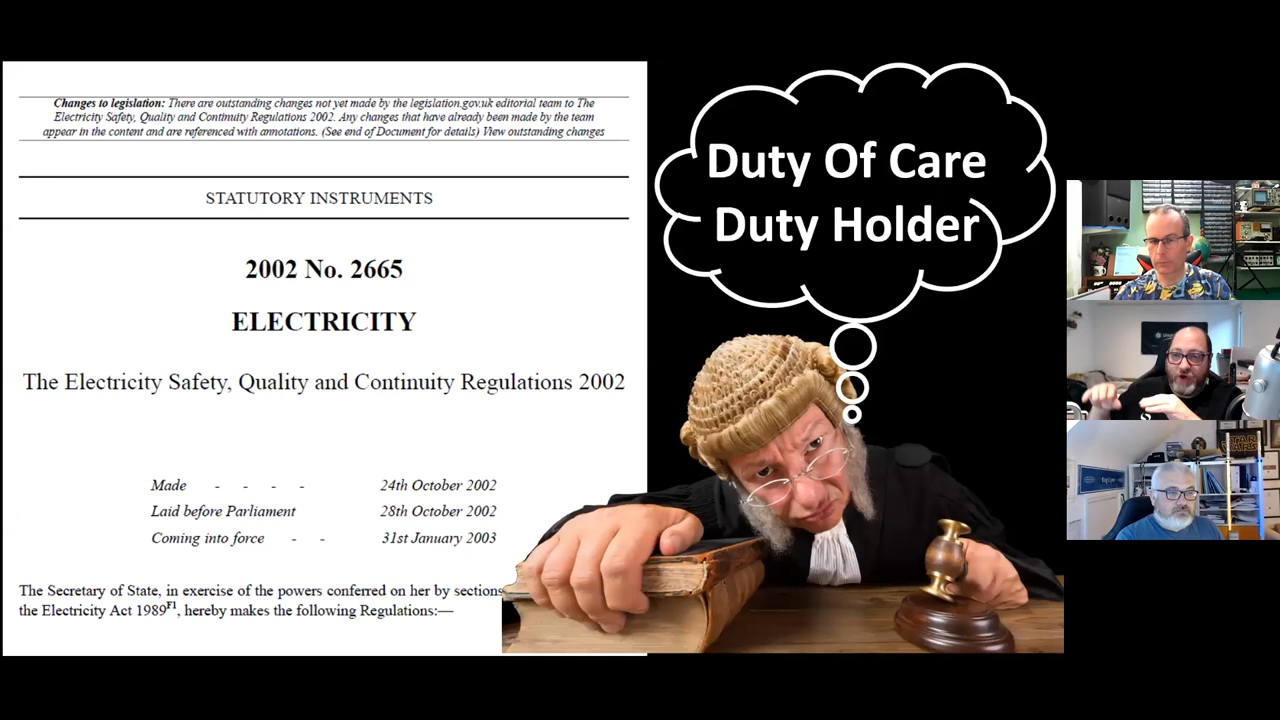 Changes to legislation: There are outstanding changes not yet made by the legislation.gov.uk editorial team to The
Electricity Safety, Quality and Continuity Regulations 2002. Any changes that have already been made by the team
appear in the content and are referenced with annotations. (See end of Document for details) View outstanding changes
STATUTORY INSTRUMENTS
2002 No. 2665
ELECTRICITY
The Electricity Safety, Quality and Continuity Regulations 2002
Made - - - - 24th October 2002
Laid before Parliament 28th October 2002
Coming into force - - 31st January 2003
The Secretary of State, in exercise of the powers conferred on her by sections
the Electricity Act 1989F1, hereby makes the following Regulations:—
Duty Of Care
Duty Holder
STAR
WARS